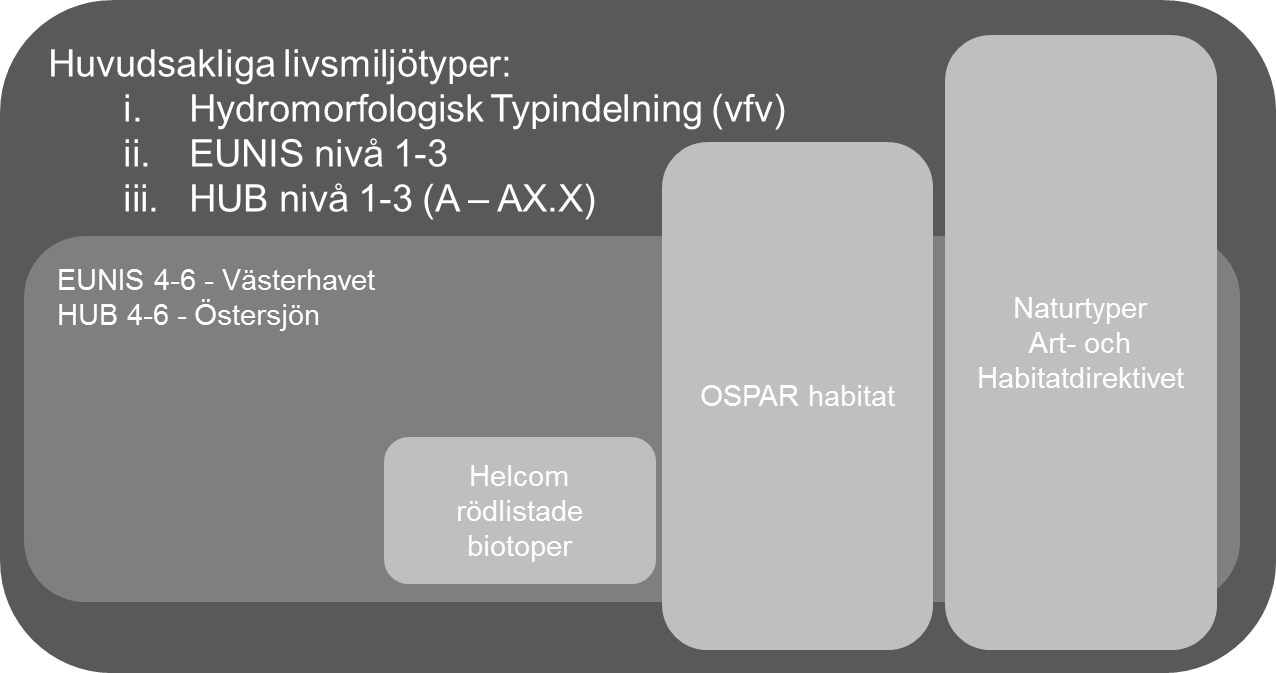 Huvudsakliga livsmiljötyper:
i. Hydromorfologisk Typindelning (vfv)
ii. EUNIS nivå 1-3
iii. HUB nivå 1-3 (A – AX.X)
EUNIS 4-6 - Västerhavet
HUB 4-6 - Östersjön
Helcom
rödlistade
biotoper
OSPAR habitat
Naturtyper
Art- och
Habitatdirektivet